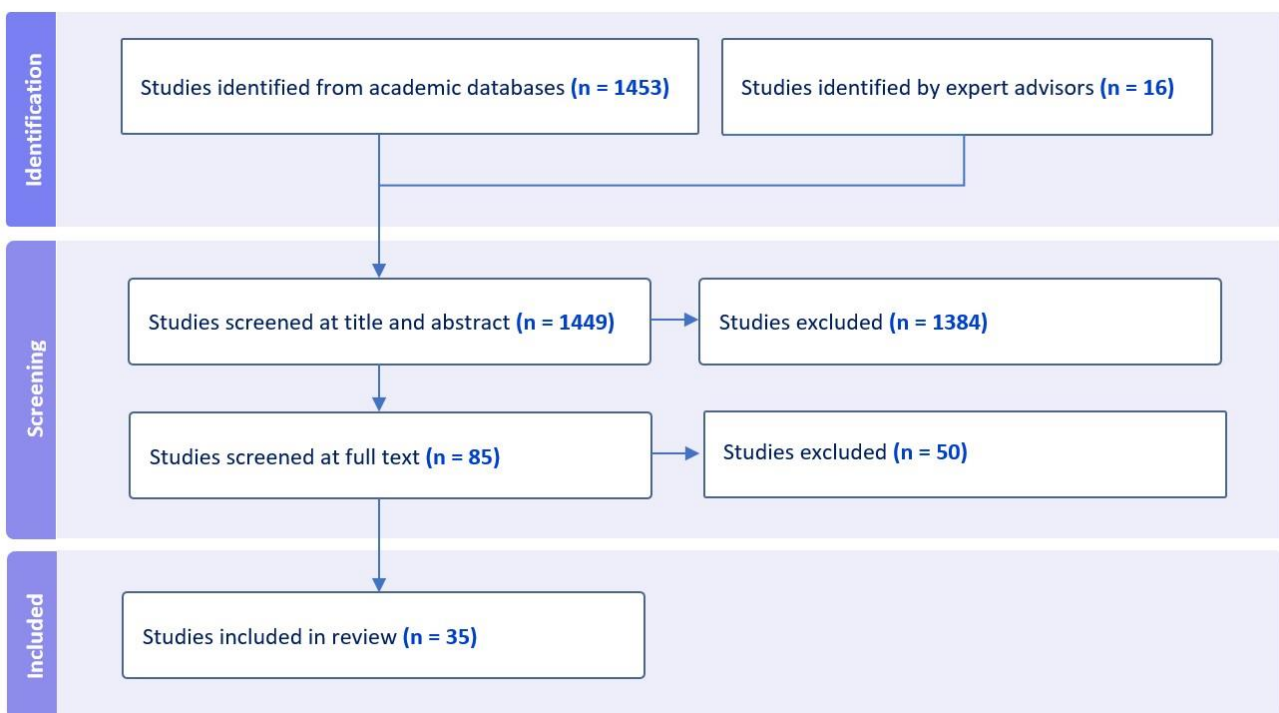 Identification
Studies identified from academic databases (n = 1453)
Studies identified by expert advisors (n = 16)
Screening
Studies screened at title and abstract (n = 1449)
Studies excluded (n = 1384)
Studies screened at full text (n = 85)
Studies excluded (n = 50)
Included
Studies included in review (n = 35)